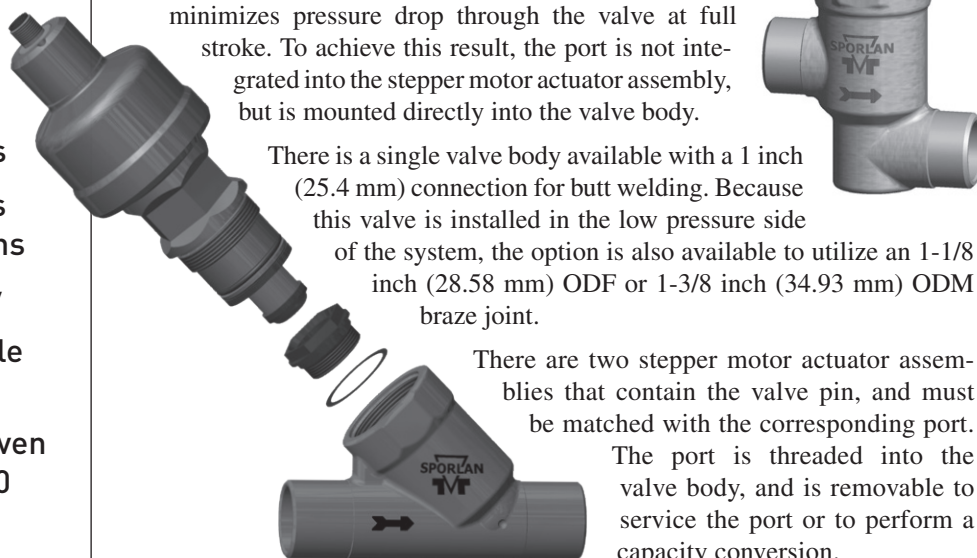 minimizes pressure drop through the valve at full
stroke. To achieve this result, the port is not inte-
grated into the stepper motor actuator assembly,
but is mounted directly into the valve body.
There is a single valve body available with a 1 inch
(25.4 mm) connection for butt welding. Because
this valve is installed in the low pressure side
of the system, the option is also available to utilize an 1-1/8
inch (28.58 mm) ODF or 1-3/8 inch (34.93 mm) ODM
braze joint.
There are two stepper motor actuator assem-
blies that contain the valve pin, and must
be matched with the corresponding port.
The port is threaded into the
valve body, and is removable to
service the port or to perform a
capacity conversion.
SPORLAN
SPORLAN